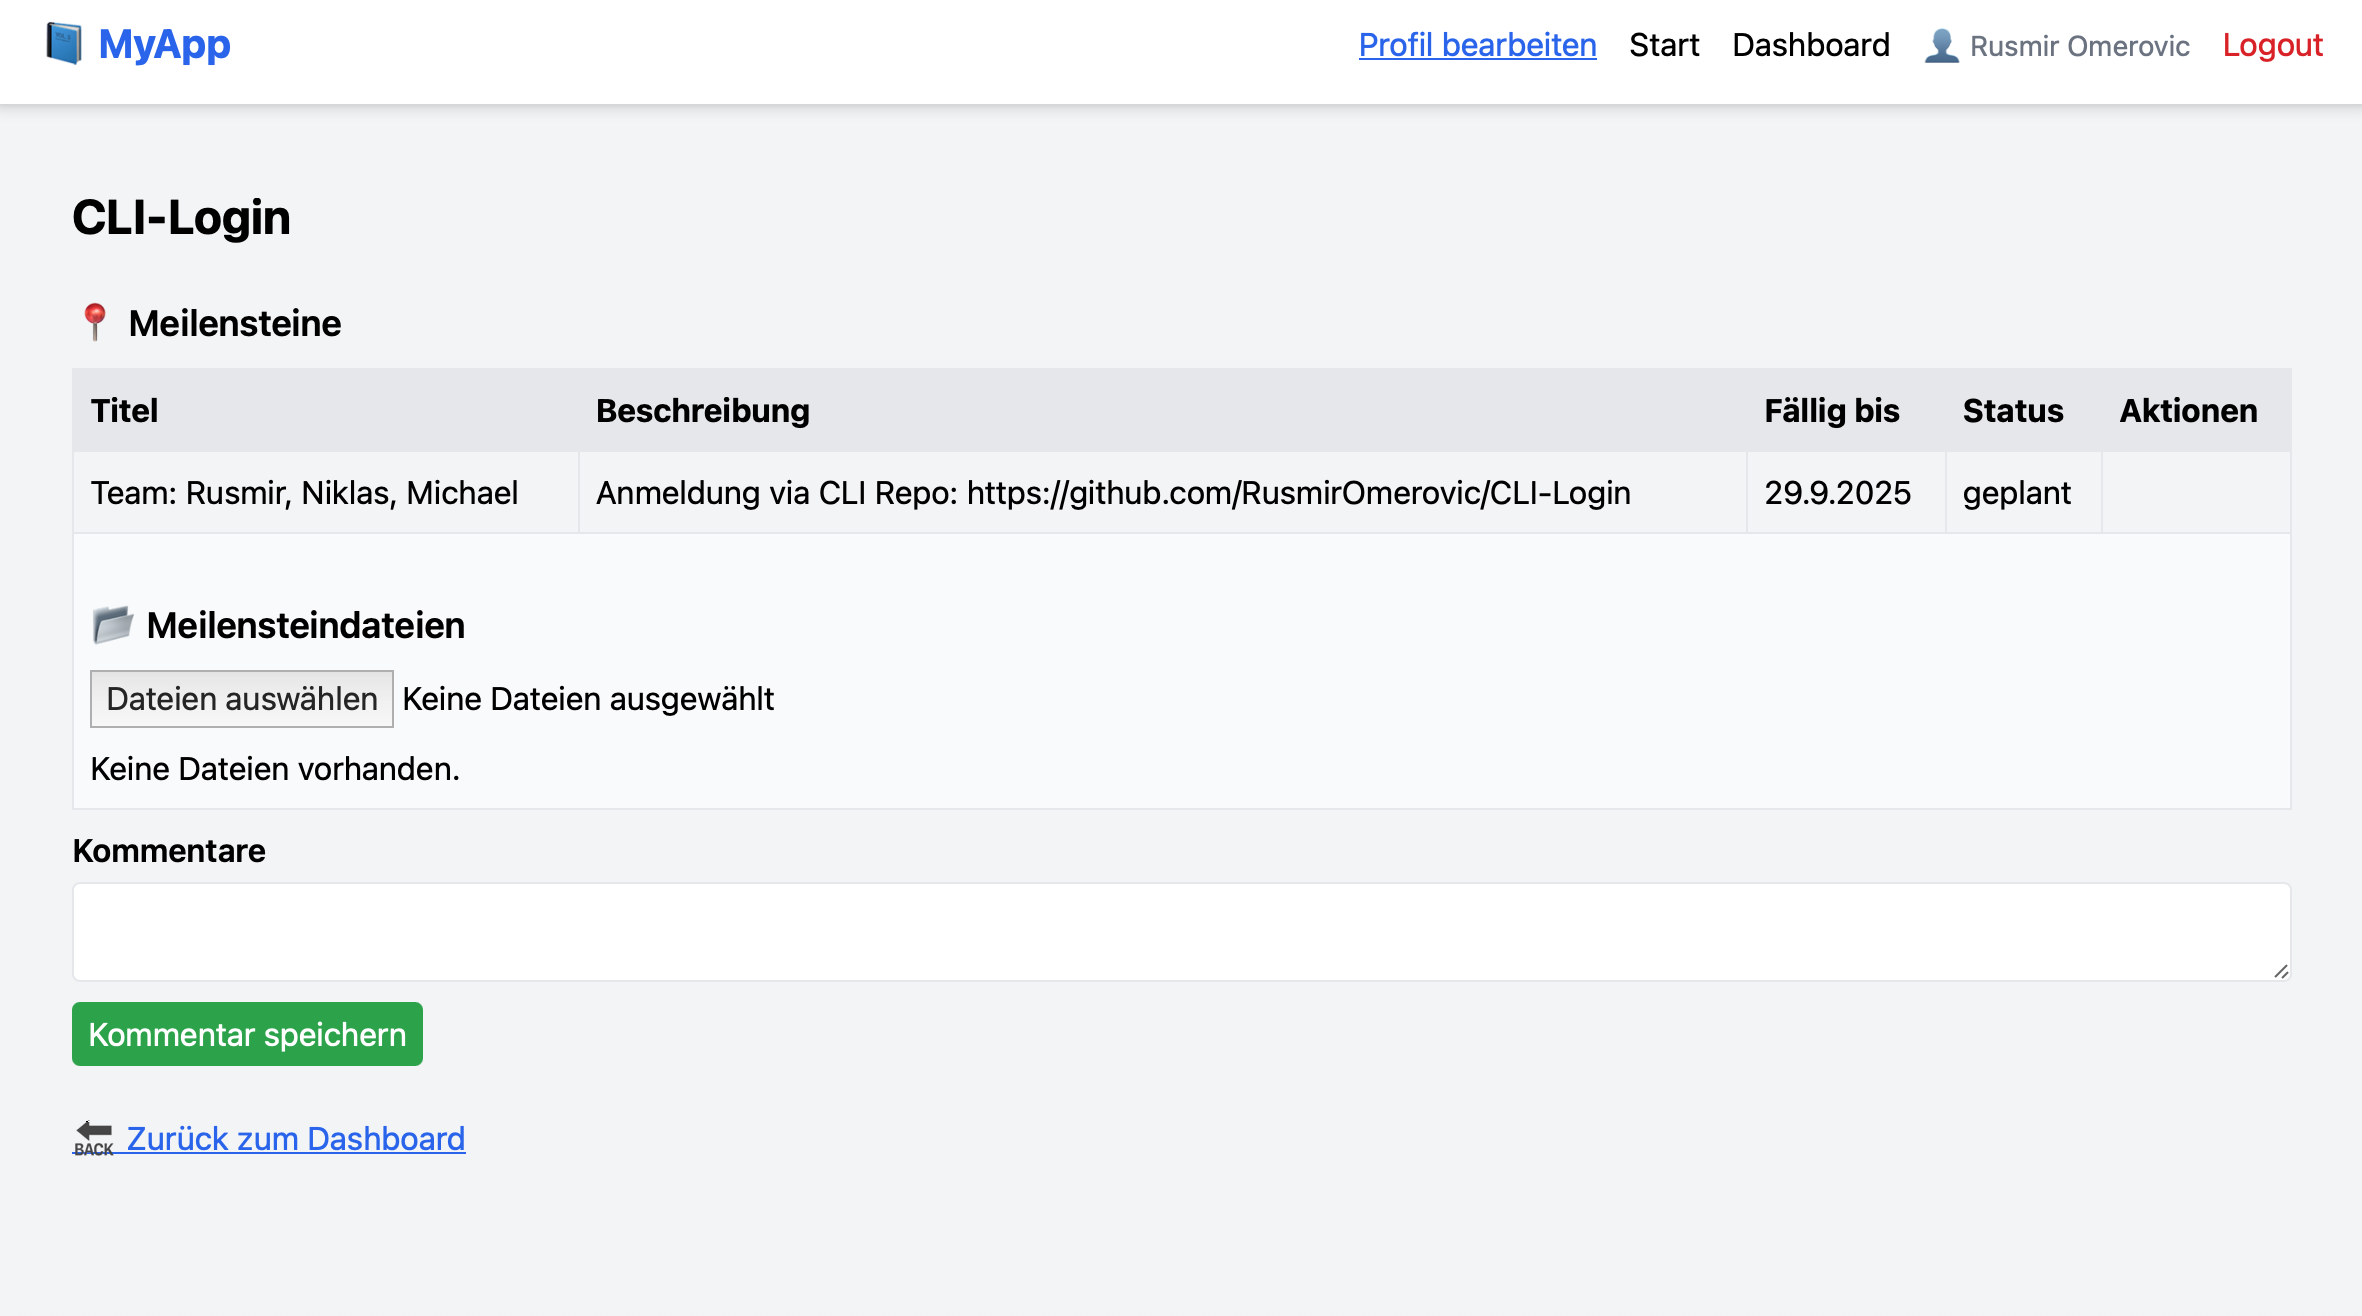 MyApp
Profil bearbeiten Start Dashboard Rusmir Omerovic Logout
CLI-Login
Meilensteine
Titel Beschreibung Fällig bis Status Aktionen
Team: Rusmir, Niklas, Michael Anmeldung via CLI Repo: https://github.com/RusmirOmerovic/CLI-Login 29.9.2025 geplant
Meilensteindateien
Dateien auswählen Keine Dateien ausgewählt
Keine Dateien vorhanden.
Kommentare
Kommentar speichern
BACK Zurück zum Dashboard